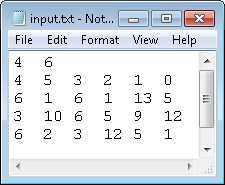 input.txt - Not...
File Edit Format View Help
4 6
4 5 3 2 1 0
6 1 6 1 13 5
3 10 6 5 9 12
6 2 3 12 5 1